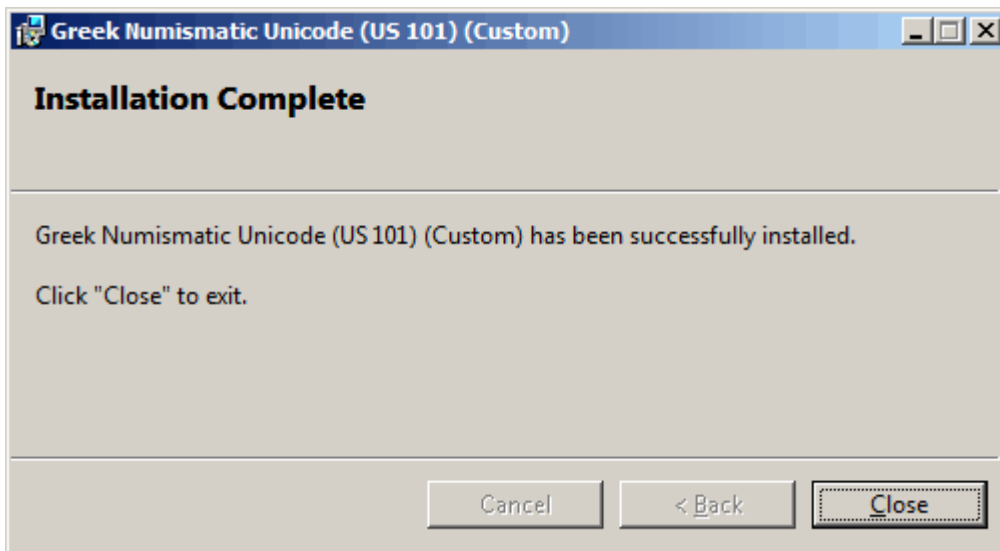 Greek Numismatic Unicode (US 101) (Custom)
Installation Complete
Greek Numismatic Unicode (US 101) (Custom) has been successfully installed.
Click "Close" to exit.
Cancel
< Back
Close